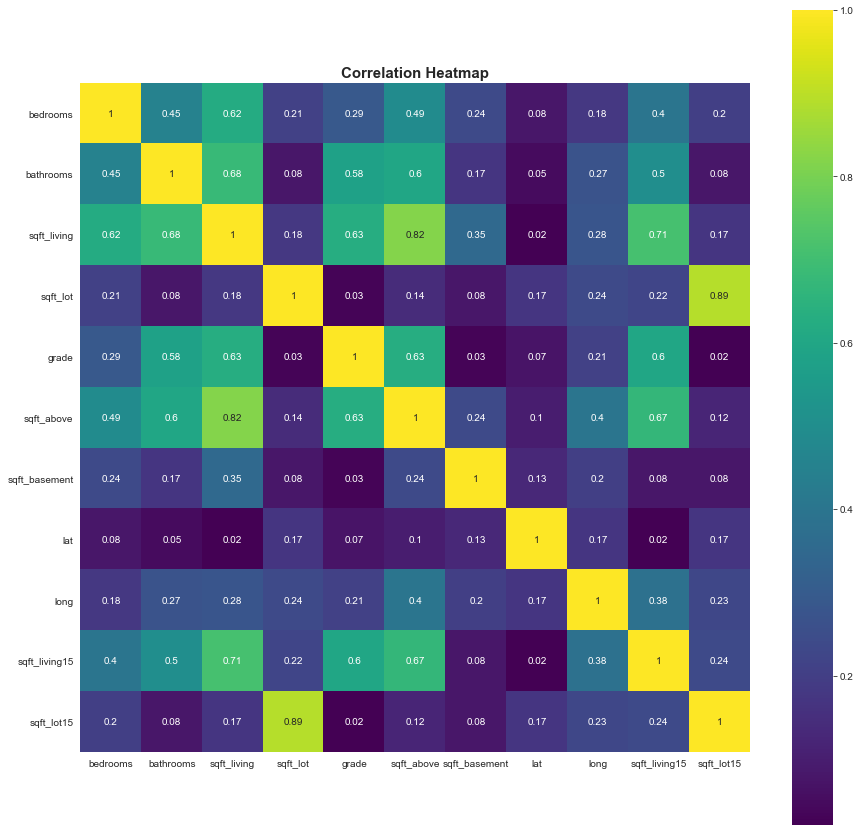 Correlation Heatmap
bedrooms 1 0.45 0.62 0.21 0.29 0.49 0.24 0.08 0.18 0.4 0.2
bathrooms 0.45 1 0.68 0.08 0.58 0.6 0.17 0.05 0.27 0.5 0.08
sqft_living 0.62 0.68 1 0.18 0.63 0.82 0.35 0.02 0.28 0.71 0.17
sqft_lot 0.21 0.08 0.18 1 0.03 0.14 0.08 0.17 0.24 0.22 0.89
grade 0.29 0.58 0.63 0.03 1 0.63 0.03 0.07 0.21 0.6 0.02
sqft_above 0.49 0.6 0.82 0.14 0.63 1 0.24 0.1 0.4 0.67 0.12
sqft_basement 0.24 0.17 0.35 0.08 0.03 0.24 1 0.13 0.2 0.08 0.08
lat 0.08 0.05 0.02 0.17 0.07 0.1 0.13 1 0.17 0.02 0.17
long 0.18 0.27 0.28 0.24 0.21 0.4 0.2 0.17 1 0.38 0.23
sqft_living15 0.4 0.5 0.71 0.22 0.6 0.67 0.08 0.02 0.38 1 0.24
sqft_lot15 0.2 0.08 0.17 0.89 0.02 0.12 0.08 0.17 0.23 0.24 1
bedrooms bathrooms sqft_living sqft_lot grade sqft_above sqft_basement lat long sqft_living15 sqft_lot15
1.0
0.8
0.6
0.4
0.2